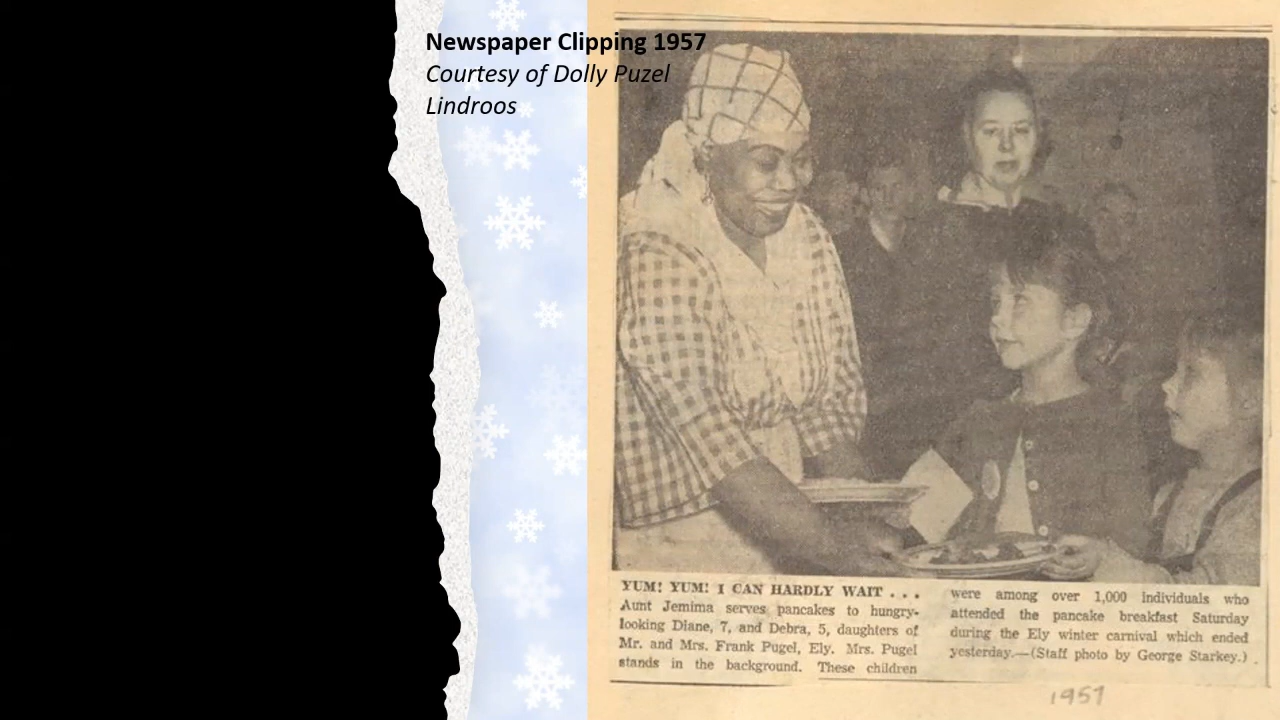 Newspaper Clipping 1957
Courtesy of Dolly Puzel
Lindroos
YUM! YUM! I CAN HARDLY WAIT . . .
Aunt Jemima serves pancakes to hungry-
looking Diane, 7, and Debra, 5, daughters of
Mr. and Mrs. Frank Pugel, Ely. Mrs. Pugel
stands in the background. These children
were among over 1,000 individuals who
attended the pancake breakfast Saturday
during the Ely winter carnival which ended
yesterday.—(Staff photo by George Starkey.)
1957